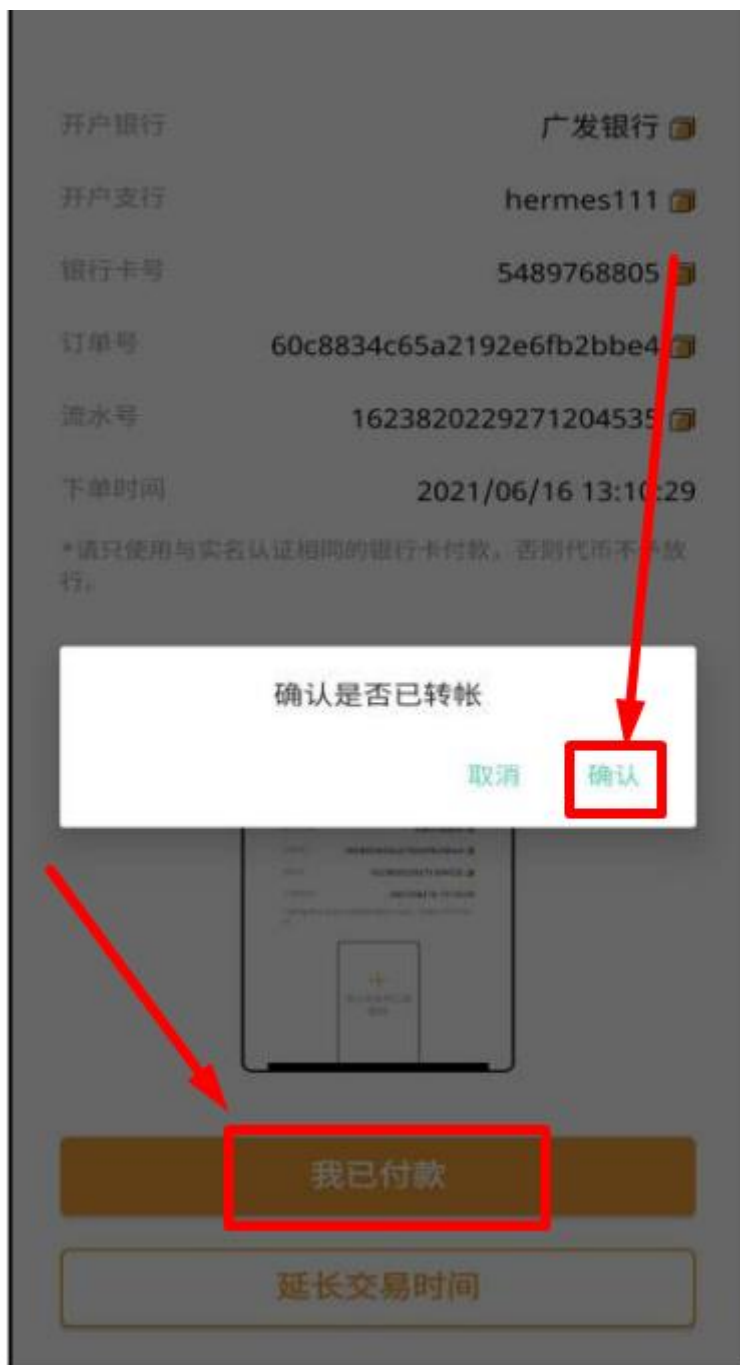 开户银行 广发银行
开户支行 hermes111
银行卡号 5489768805
订单号 60c8834c65a2192e6fb2bbe4
流水号 1623820229271204535
下单时间 2021/06/16 13:10:29
*请只使用与实名认证相同的银行卡付款，否则代币不予放
行。
确认是否已转帐
取消 确认
我已付款
延长交易时间